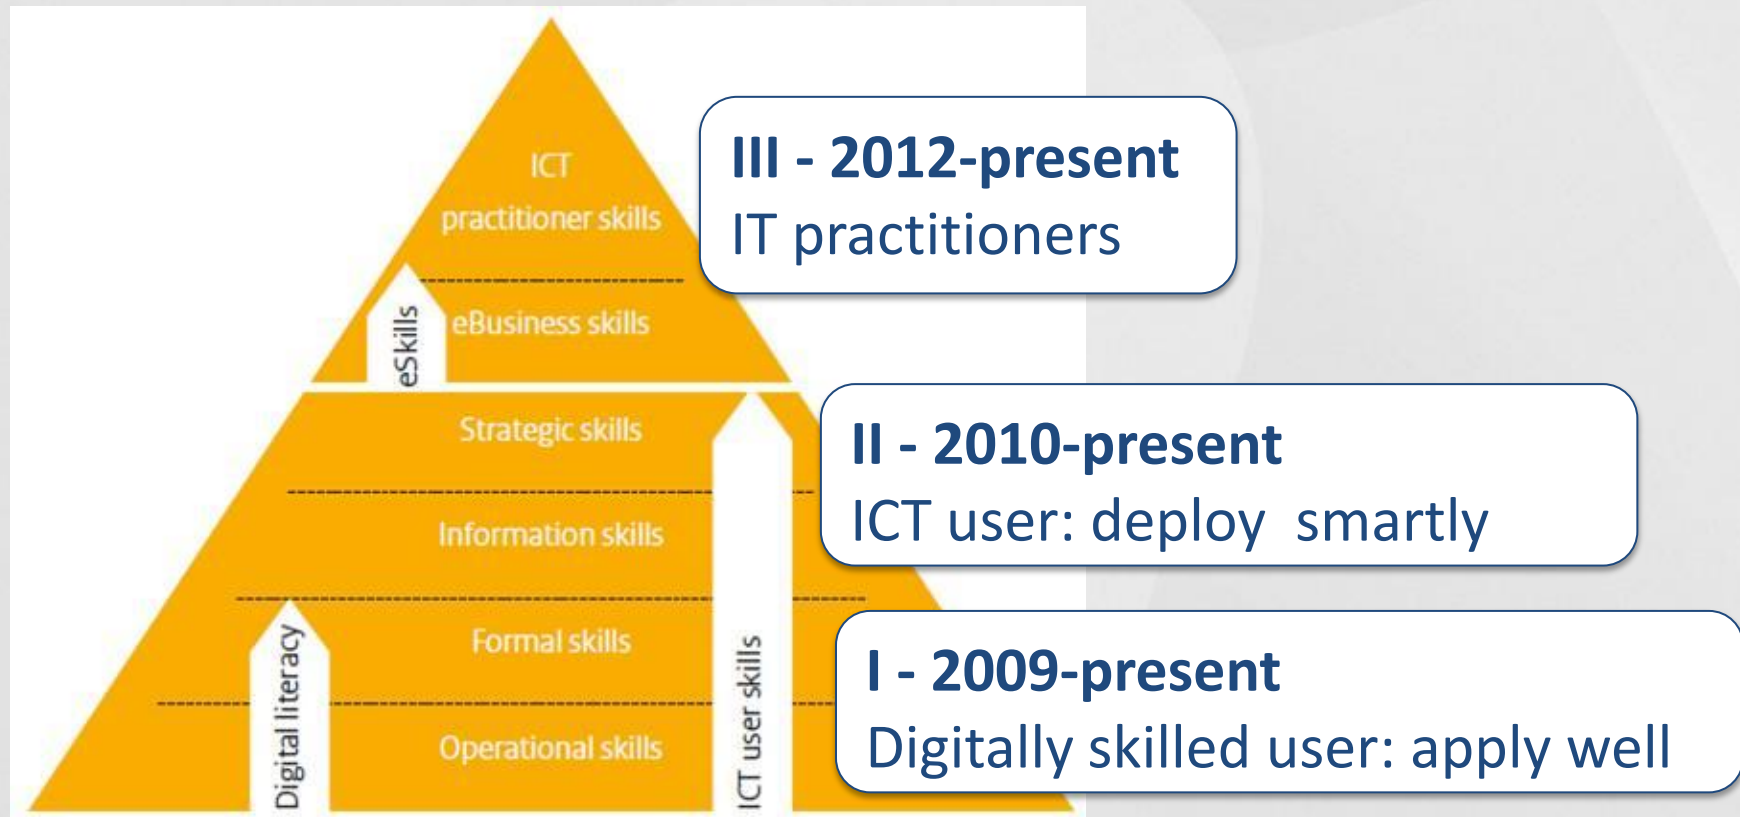 ICT
practitioner skills
eBusiness skills
eSkills
Strategic skills
Information skills
Formal skills
Operational skills
Digital literacy
ICT user skills
III - 2012-present
IT practitioners
II - 2010-present
ICT user: deploy  smartly
I - 2009-present
Digitally skilled user: apply well